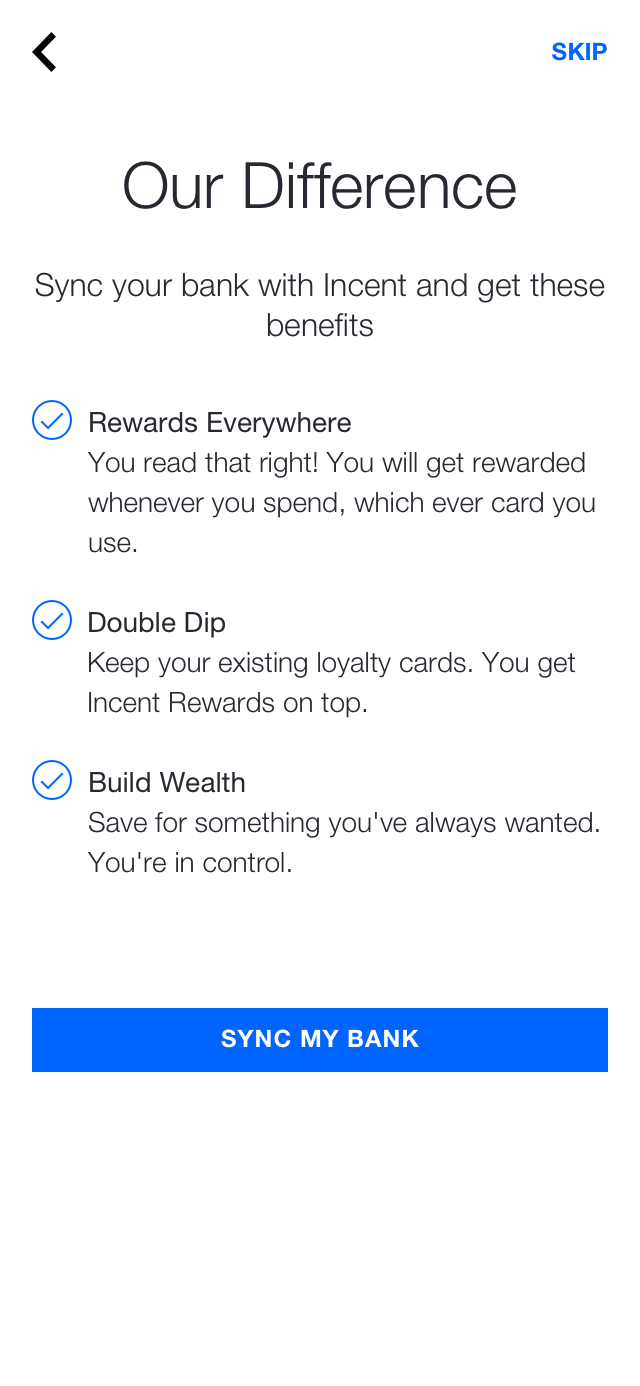 SKIP
Our Difference
Sync your bank with Incent and get these
benefits
Rewards Everywhere
You read that right! You will get rewarded
whenever you spend, which ever card you
use.
Double Dip
Keep your existing loyalty cards. You get
Incent Rewards on top.
Build Wealth
Save for something you've always wanted.
You're in control.
SYNC MY BANK